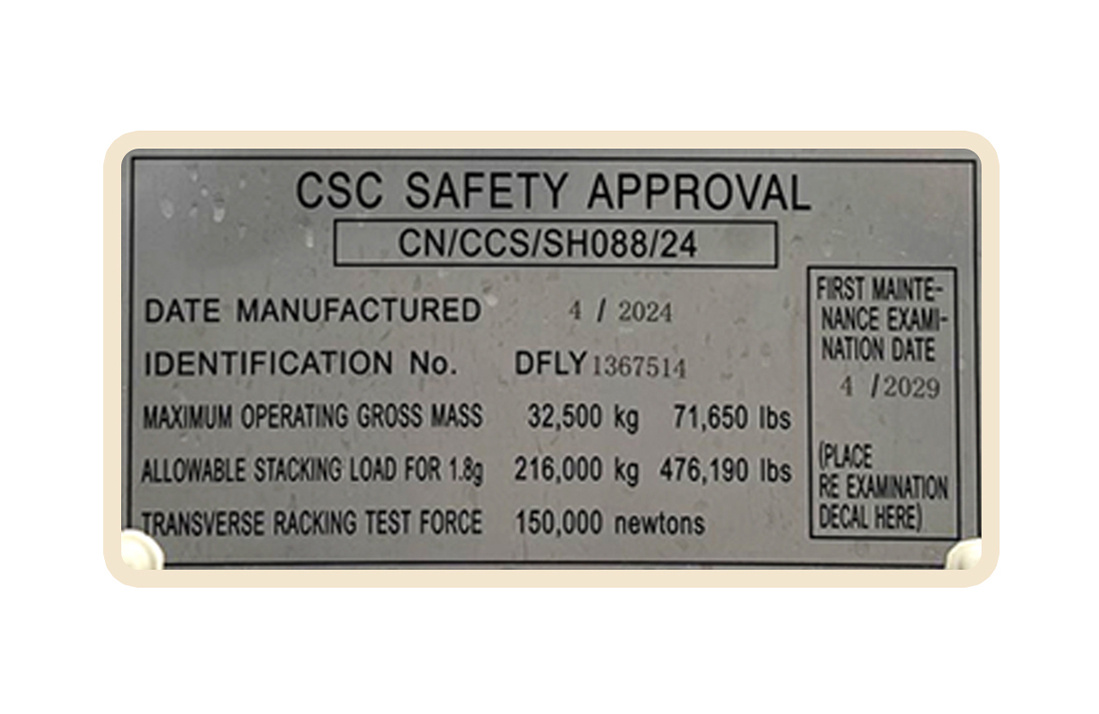 CSC SAFETY APPROVAL
CN/CCS/SH088/24
DATE MANUFACTURED 4 / 2024
IDENTIFICATION No. DFLY1367514
MAXIMUM OPERATING GROSS MASS 32,500 kg 71,650 lbs
ALLOWABLE STACKING LOAD FOR 1.8g 216,000 kg 476,190 lbs
TRANSVERSE RACKING TEST FORCE 150,000 newtons
FIRST MAINTE-
NANCE EXAMI-
NATION DATE
4 /2029
(PLACE
RE EXAMINATION
DECAL HERE)